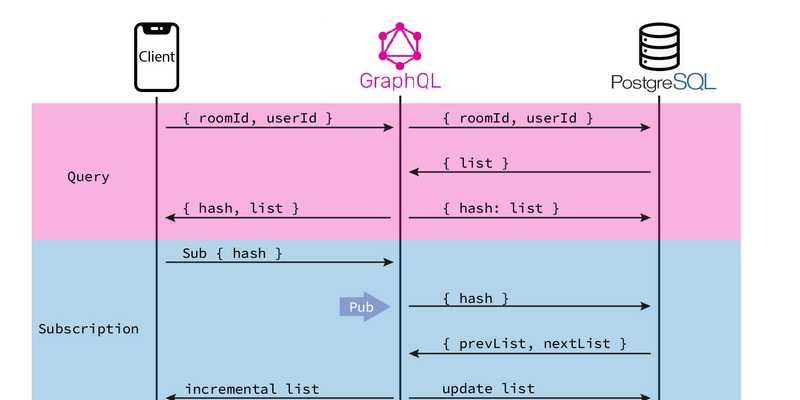 Client
GraphQL
PostgreSQL
{ roomId, userId }
{ roomId, userId }
{ list }
Query
{ hash, list }
{ hash: list }
Sub { hash }
Pub
{ hash }
Subscription
{ prevList, nextList }
incremental list
update list